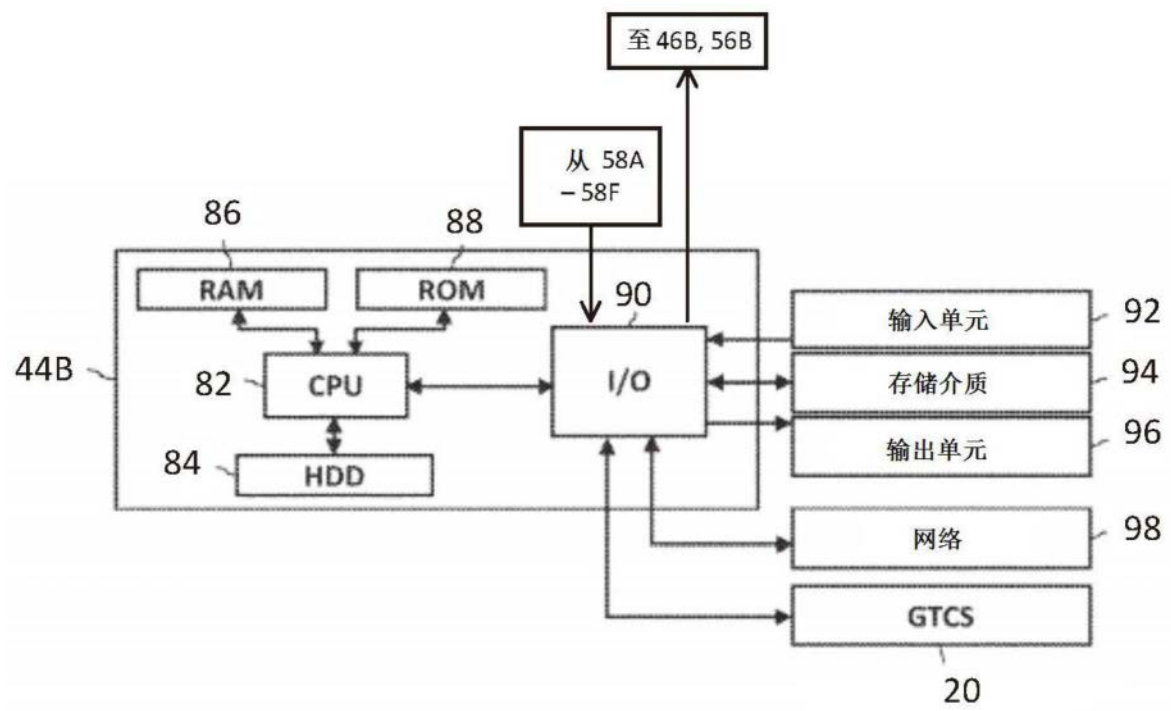 至 46B, 56B
从 58A
– 58F
86
88
RAM
ROM
90
输入单元
92
44B
82
CPU
I/O
存储介质
94
84
HDD
输出单元
96
网络
98
GTCS
20